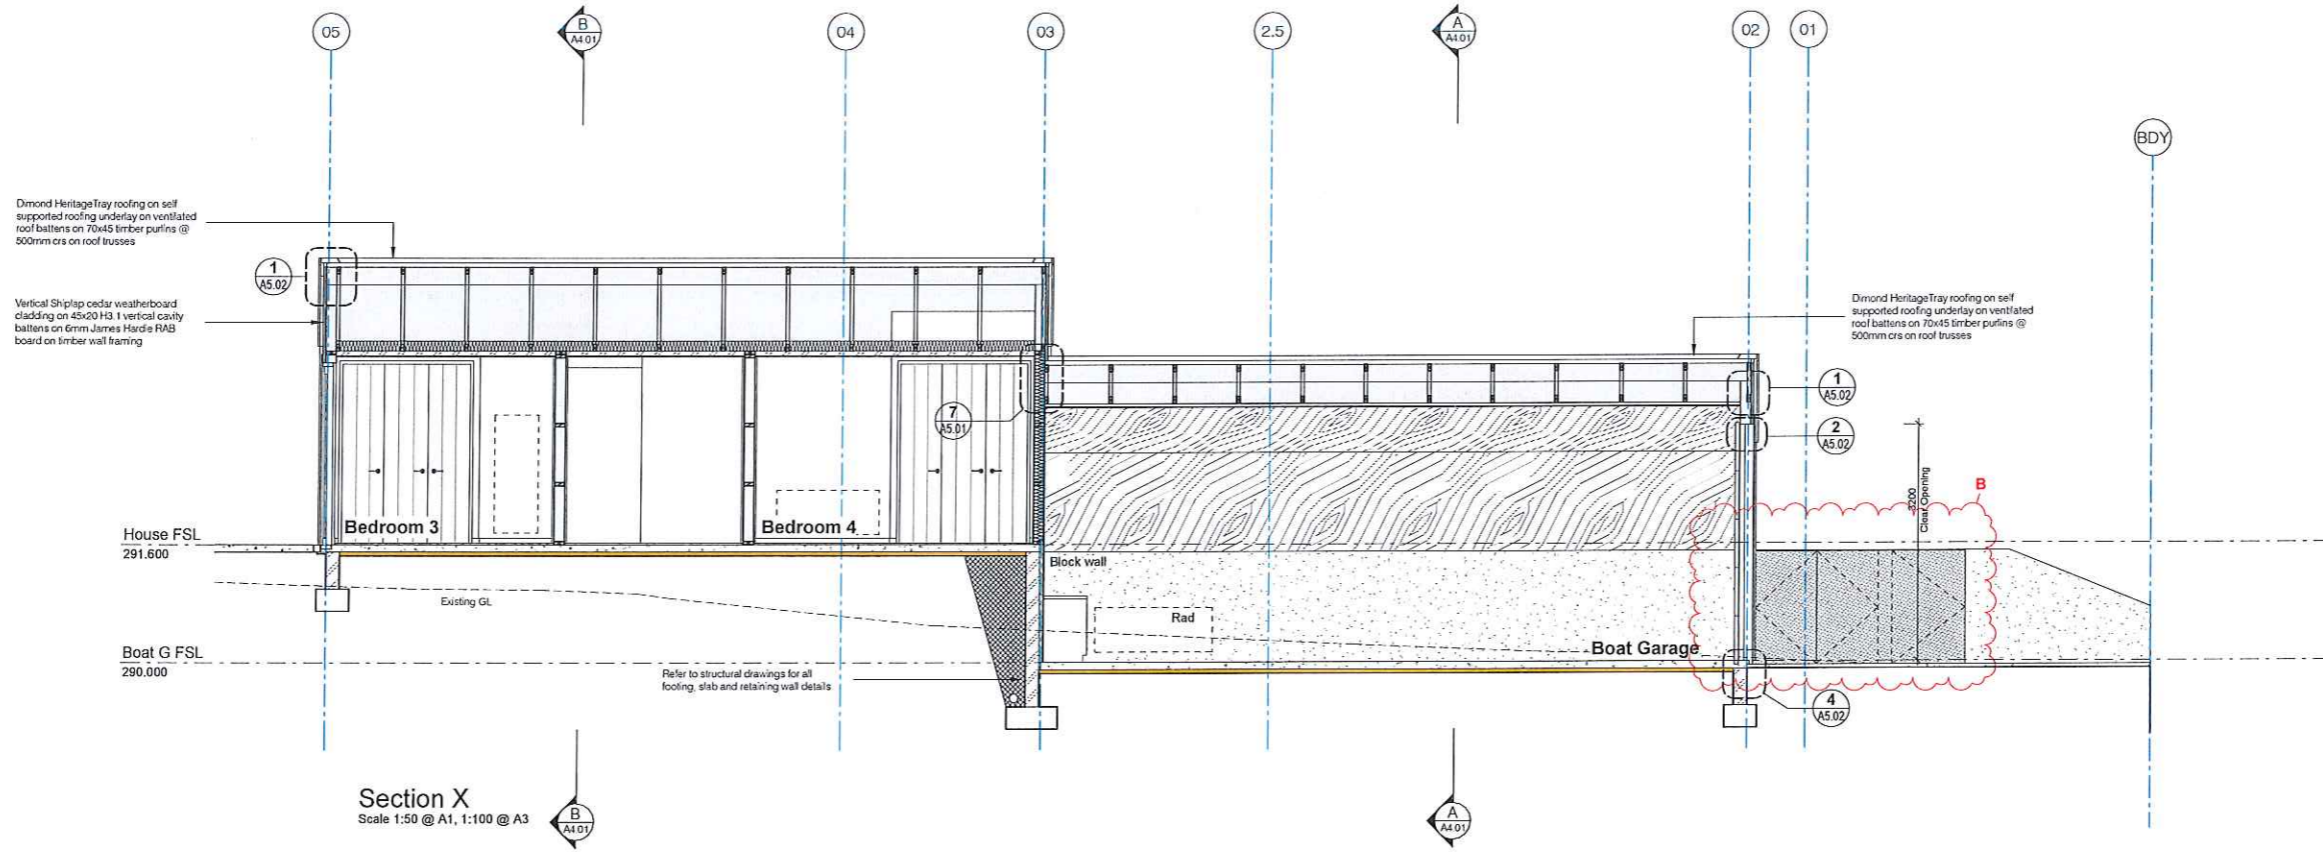 05
B
A4.01
04
03
2.5
A
A4.01
02
01
BDY
Dimond HeritageTray roofing on self
supported roofing underlay on ventilated
roof battens on 70x45 timber purlins @
500mm crs on roof trusses
1
A5.02
Vertical Shiplap cedar weatherboard
cladding on 45x20 H3.1 vertical cavity
battens on 6mm James Hardie RAB
board on timber wall framing
Dimond HeritageTray roofing on self
supported roofing underlay on ventilated
roof battens on 70x45 timber purlins @
500mm crs on roof trusses
1
A5.02
7
A5.01
2
A5.02
3200
Clear Opening
B
Bedroom 3
Bedroom 4
House FSL
291.600
Block wall
Existing GL
Rad
Boat Garage
Boat G FSL
290.000
Refer to structural drawings for all
footing, slab and retaining wall details
4
A5.02
Section X
Scale 1:50 @ A1, 1:100 @ A3
B
A4.01
A
A4.01